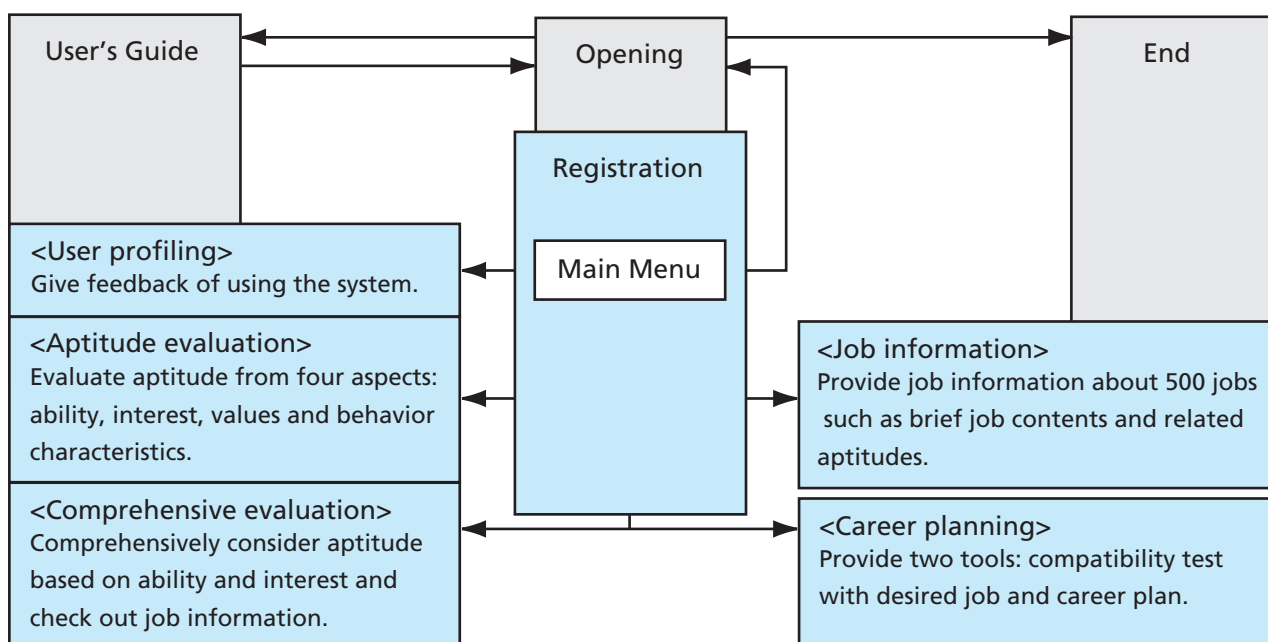 User's Guide
Opening
End
Registration
Main Menu
<User profiling>
Give feedback of using the system.
<Aptitude evaluation>
Evaluate aptitude from four aspects:
ability, interest, values and behavior
characteristics.
<Comprehensive evaluation>
Comprehensively consider aptitude
based on ability and interest and
check out job information.
<Job information>
Provide job information about 500 jobs
such as brief job contents and related
aptitudes.
<Career planning>
Provide two tools: compatibility test
with desired job and career plan.